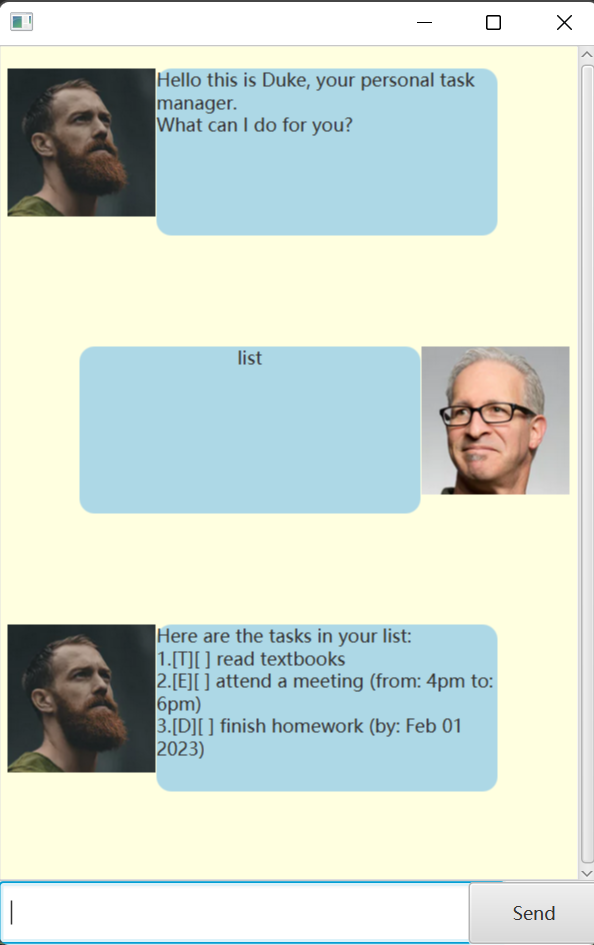 Hello this is Duke, your personal task
manager.
What can I do for you?
list
Here are the tasks in your list:
1.[T][ ] read textbooks
2.[E][ ] attend a meeting (from: 4pm to:
6pm)
3.[D][ ] finish homework (by: Feb 01
2023)
Send